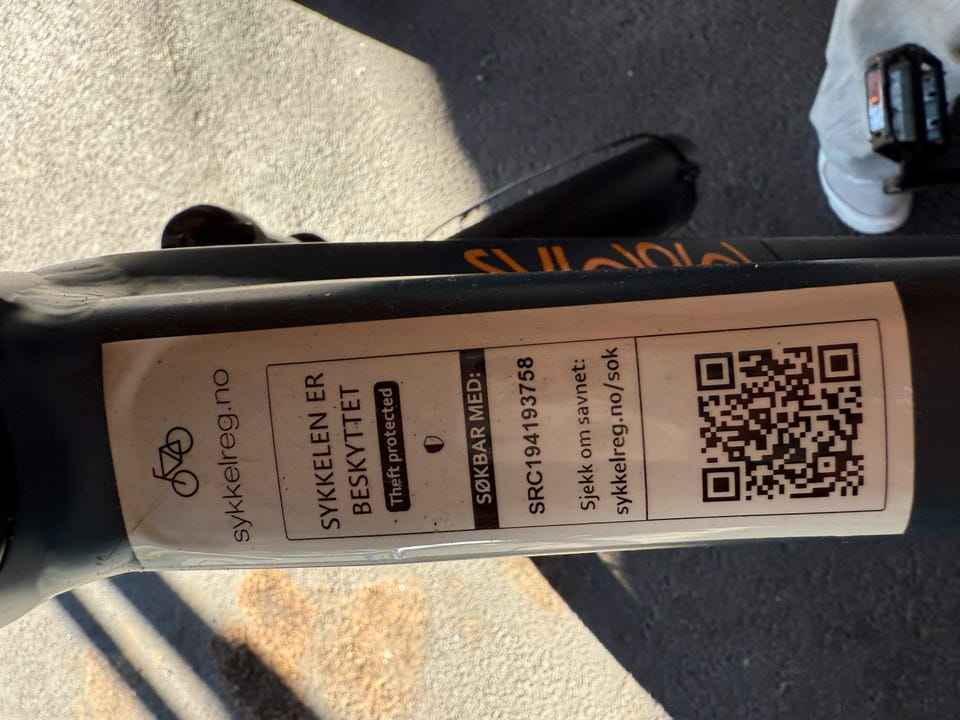 sykkelreg.no
SYKKELEN ER
BESKYTTET
Theft protected
SØKBAR MED:
SRC194193758
Sjekk om savnet:
sykkelreg.no/sok